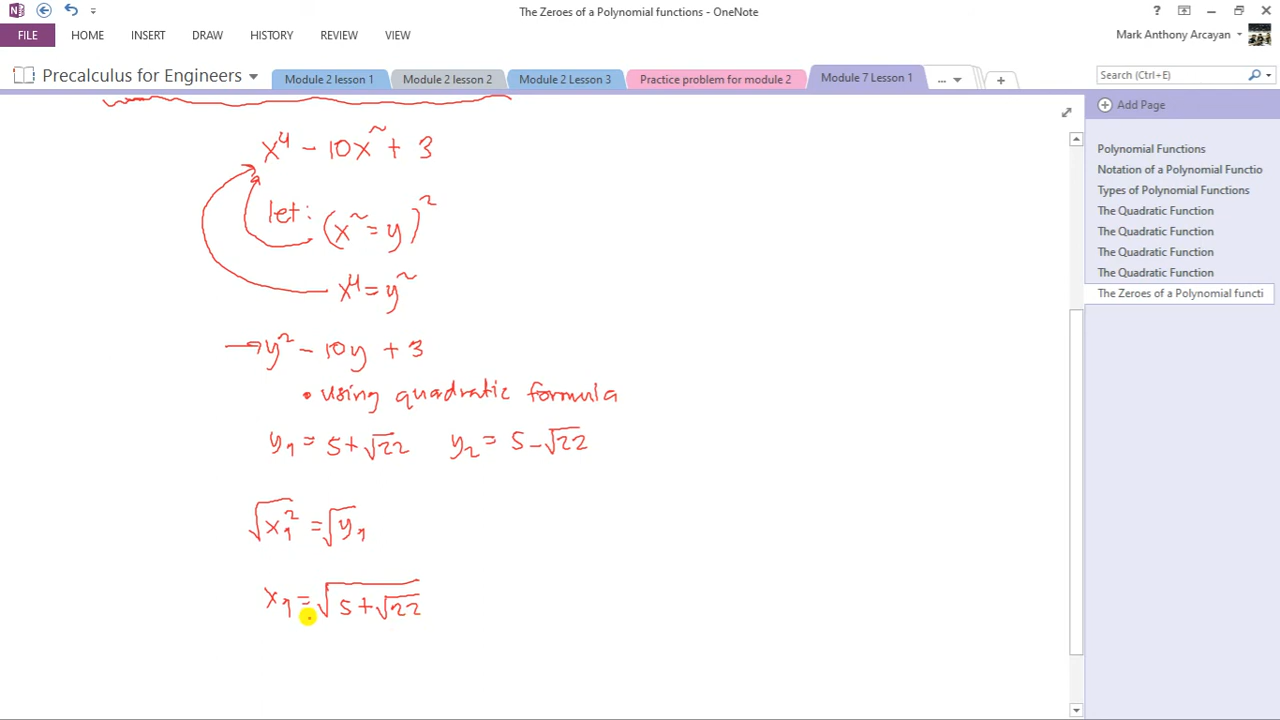 The Zeroes of a Polynomial functions - OneNote
FILE HOME INSERT DRAW HISTORY REVIEW VIEW
Mark Anthony Arcayan
Precalculus for Engineers
Module 2 lesson 1
Module 2 lesson 2
Module 2 Lesson 3
Practice problem for module 2
Module 7 Lesson 1
...
Search (Ctrl+E)
Add Page
Polynomial Functions
Notation of a Polynomial Functio
Types of Polynomial Functions
The Quadratic Function
The Quadratic Function
The Quadratic Function
The Quadratic Function
The Zeroes of a Polynomial functi
x⁴ - 10x² + 3
let: (x² = y)²
x⁴ = y²
→ y² - 10y + 3
• using quadratic formula
y₁ = 5+√22 y₂ = 5-√22
√x₁² = √y₁
x₁ = √(5+√22)